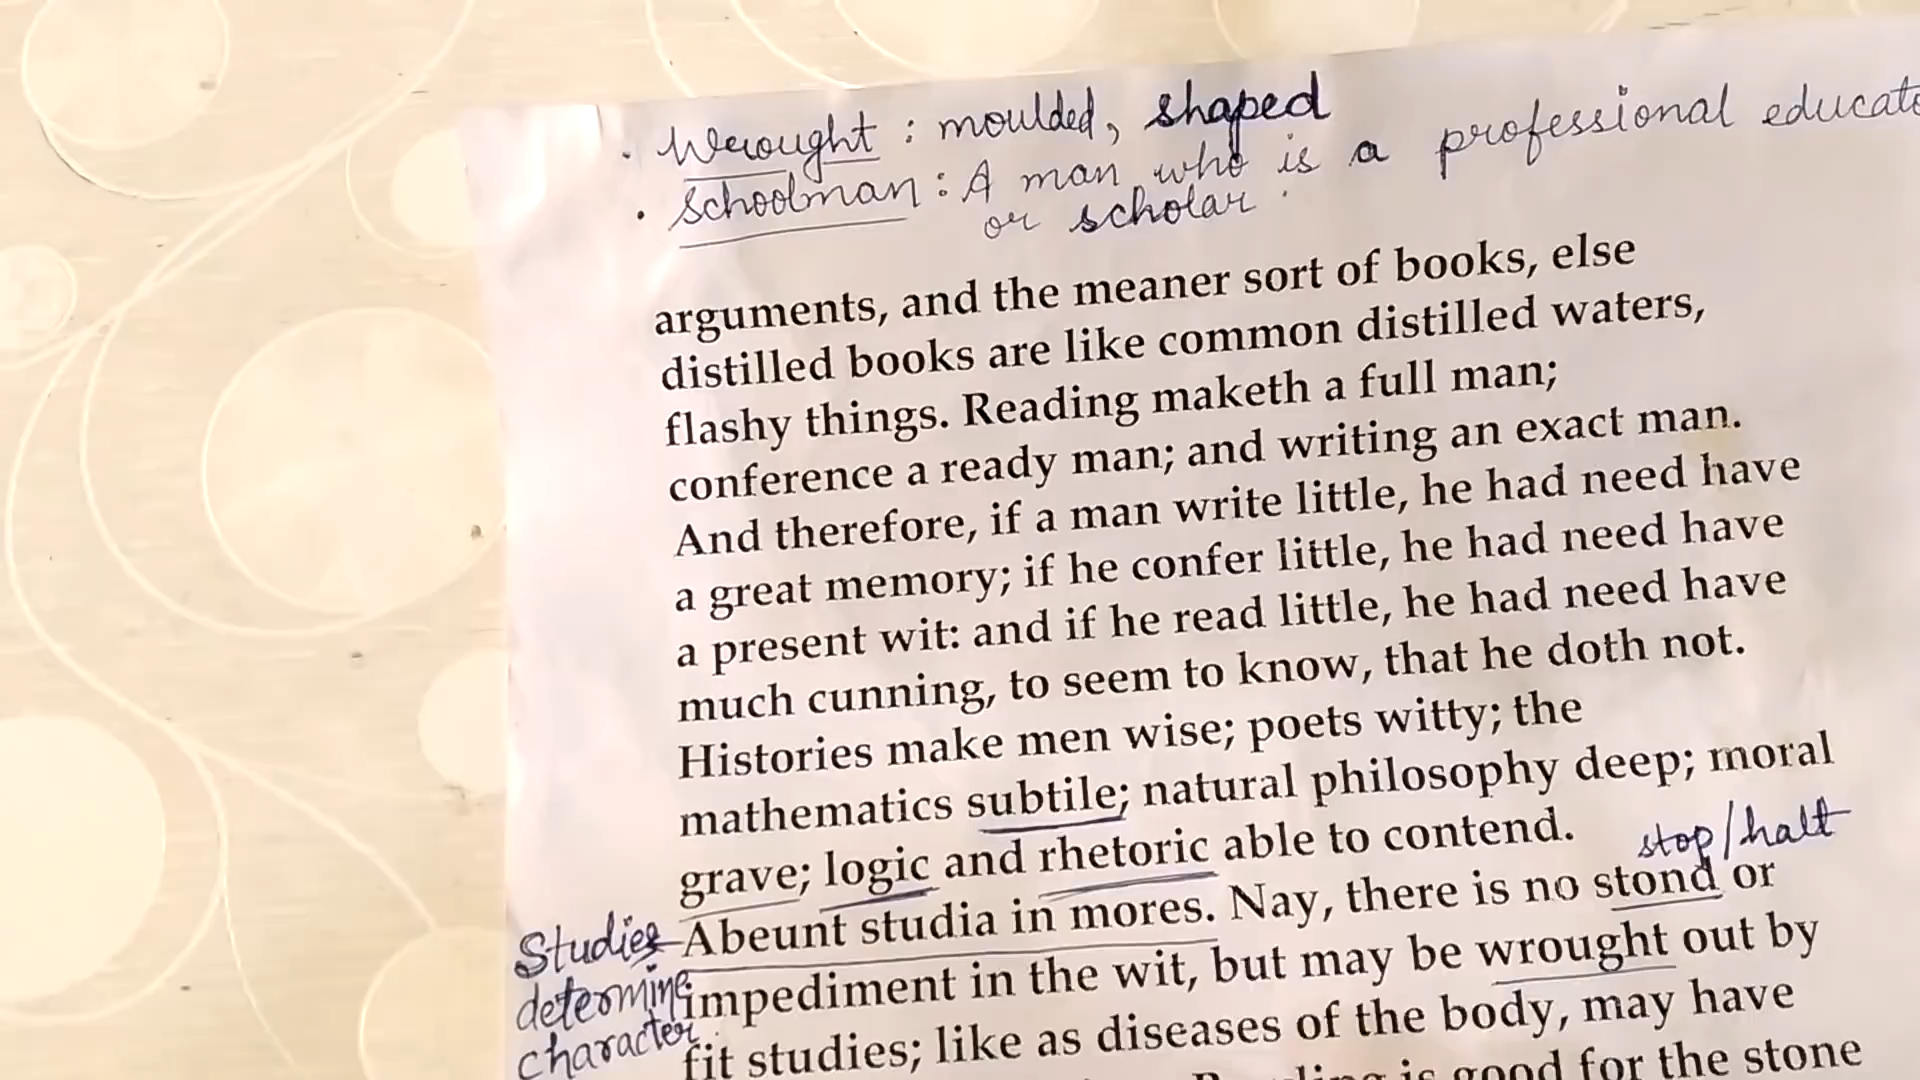 . Wrought : moulded, shaped
. Schoolman : A man who is a professional educato
or scholar .
arguments, and the meaner sort of books, else
distilled books are like common distilled waters,
flashy things. Reading maketh a full man;
conference a ready man; and writing an exact man.
And therefore, if a man write little, he had need have
a great memory; if he confer little, he had need have
a present wit: and if he read little, he had need have
much cunning, to seem to know, that he doth not.
Histories make men wise; poets witty; the
mathematics subtile; natural philosophy deep; moral
grave; logic and rhetoric able to contend.
stop/halt
Abeunt studia in mores. Nay, there is no stond or
impediment in the wit, but may be wrought out by
fit studies; like as diseases of the body, may have
is good for the stone
Studies
determine
character.